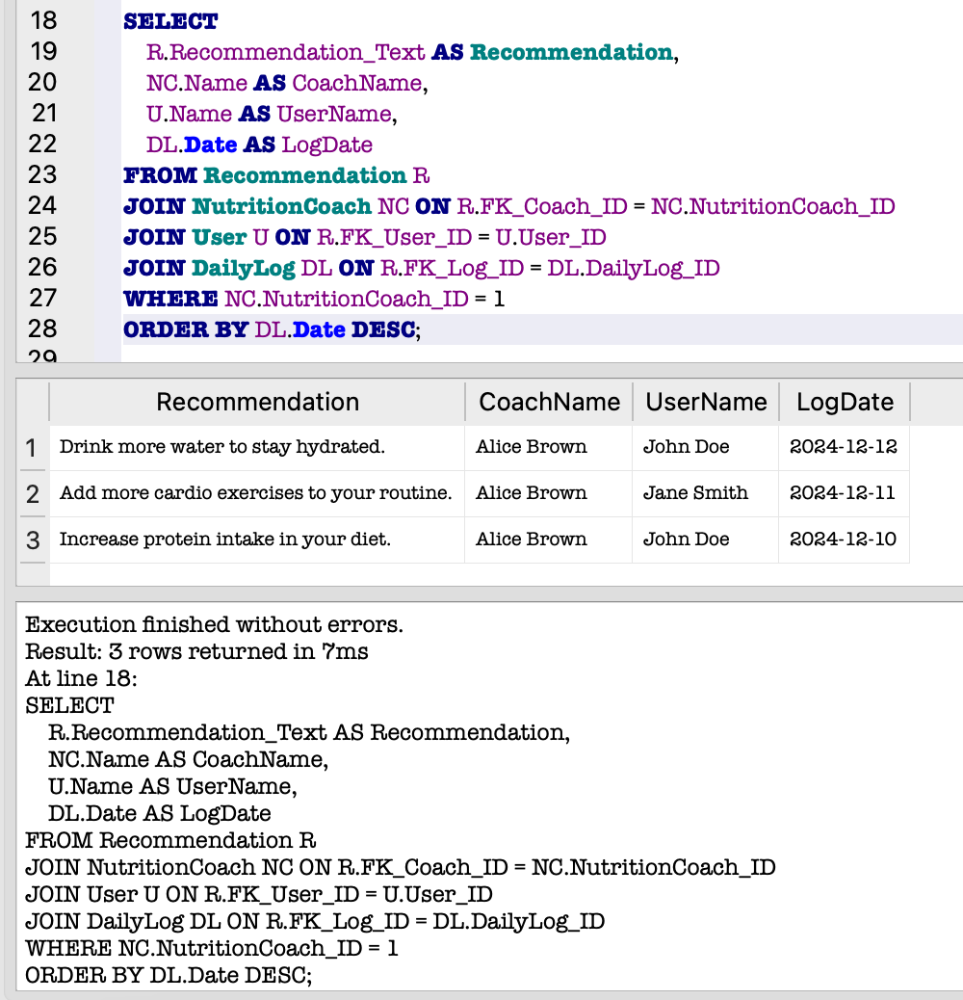 18 SELECT
19 R.Recommendation_Text AS Recommendation,
20 NC.Name AS CoachName,
21 U.Name AS UserName,
22 DL.Date AS LogDate
23 FROM Recommendation R
24 JOIN NutritionCoach NC ON R.FK_Coach_ID = NC.NutritionCoach_ID
25 JOIN User U ON R.FK_User_ID = U.User_ID
26 JOIN DailyLog DL ON R.FK_Log_ID = DL.DailyLog_ID
27 WHERE NC.NutritionCoach_ID = 1
28 ORDER BY DL.Date DESC;
29
Recommendation CoachName UserName LogDate
1 Drink more water to stay hydrated. Alice Brown John Doe 2024-12-12
2 Add more cardio exercises to your routine. Alice Brown Jane Smith 2024-12-11
3 Increase protein intake in your diet. Alice Brown John Doe 2024-12-10
Execution finished without errors.
Result: 3 rows returned in 7ms
At line 18:
SELECT
R.Recommendation_Text AS Recommendation,
NC.Name AS CoachName,
U.Name AS UserName,
DL.Date AS LogDate
FROM Recommendation R
JOIN NutritionCoach NC ON R.FK_Coach_ID = NC.NutritionCoach_ID
JOIN User U ON R.FK_User_ID = U.User_ID
JOIN DailyLog DL ON R.FK_Log_ID = DL.DailyLog_ID
WHERE NC.NutritionCoach_ID = 1
ORDER BY DL.Date DESC;